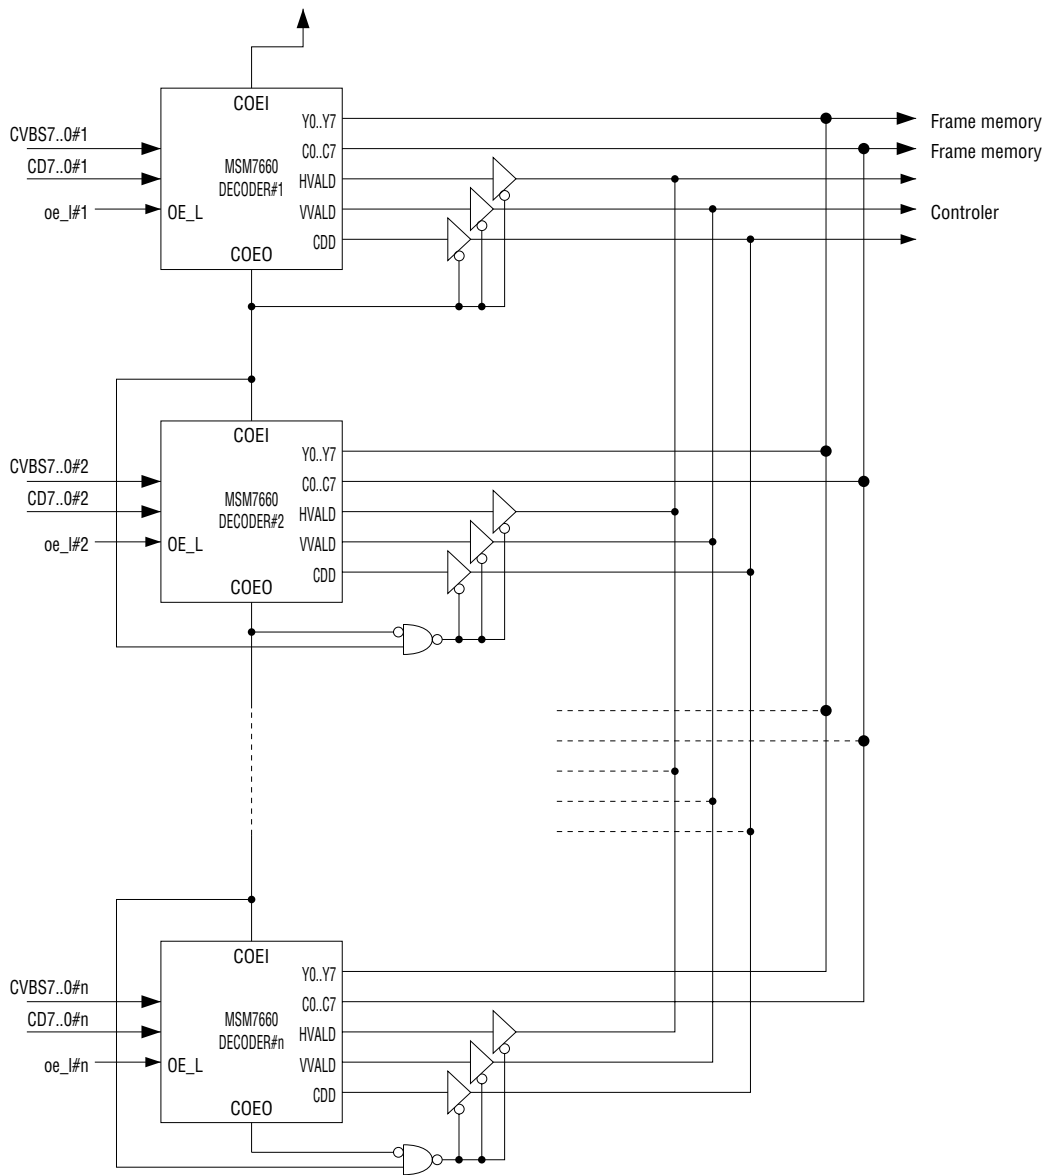 COEI
CVBS7..0#1
CD7..0#1
oe_l#1
OE_L
MSM7660
DECODER#1
Y0..Y7
C0..C7
HVALD
VVALD
CDD
COEO
Frame memory
Frame memory
Controler
COEI
CVBS7..0#2
CD7..0#2
oe_l#2
OE_L
MSM7660
DECODER#2
Y0..Y7
C0..C7
HVALD
VVALD
CDD
COEO
COEI
CVBS7..0#n
CD7..0#n
oe_l#n
OE_L
MSM7660
DECODER#n
Y0..Y7
C0..C7
HVALD
VVALD
CDD
COEO